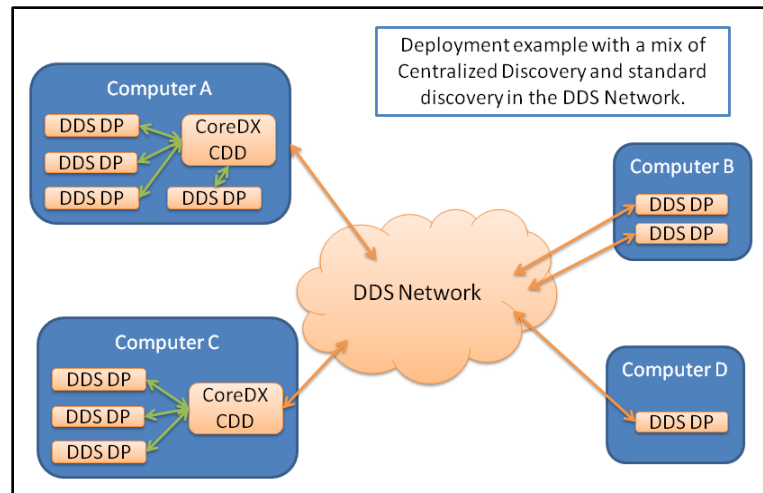 Deployment example with a mix of
Centralized Discovery and standard
discovery in the DDS Network.
Computer A
DDS DP
DDS DP
DDS DP
CoreDX
CDD
DDS DP
Computer B
DDS DP
DDS DP
DDS Network
Computer C
DDS DP
DDS DP
DDS DP
CoreDX
CDD
Computer D
DDS DP